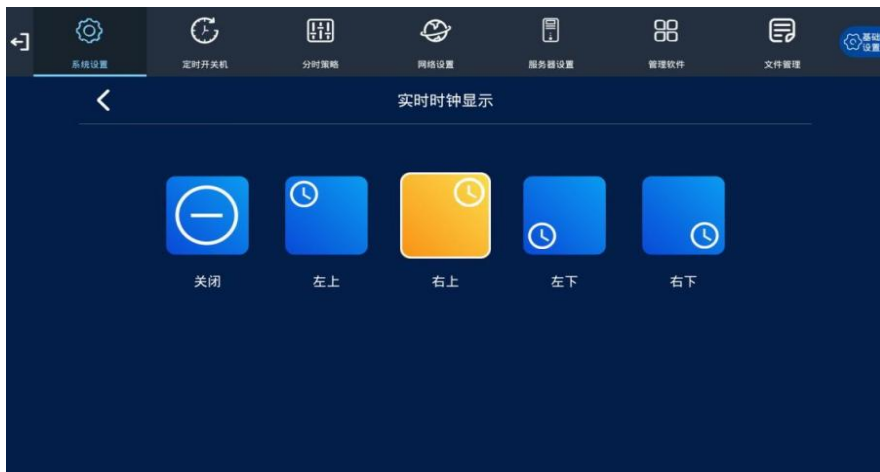 系统设置
定时开关机
分时策略
网络设置
服务器设置
管理软件
文件管理
基础
设置
实时时钟显示
关闭
左上
右上
左下
右下